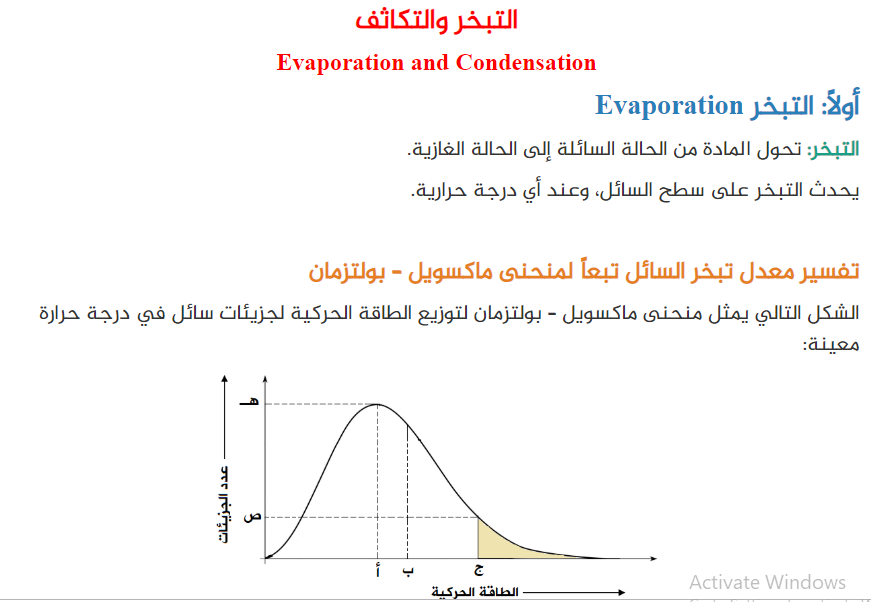 التبخر والتكاثف
Evaporation and Condensation
أولاً: التبخر Evaporation
التبخر: تحول المادة من الحالة السائلة إلى الحالة الغازية.
يحدث التبخر على سطح السائل، وعند أي درجة حرارية.
تفسير معدل تبخر السائل تبعاً لمنحنى ماكسويل - بولتزمان
الشكل التالي يمثل منحنى ماكسويل - بولتزمان لتوزيع الطاقة الحركية لجزيئات سائل في درجة حرارة
معينة:
عدد الجزيئات
ص
أ
ب
ج
الطاقة الحركية
Activate Windows